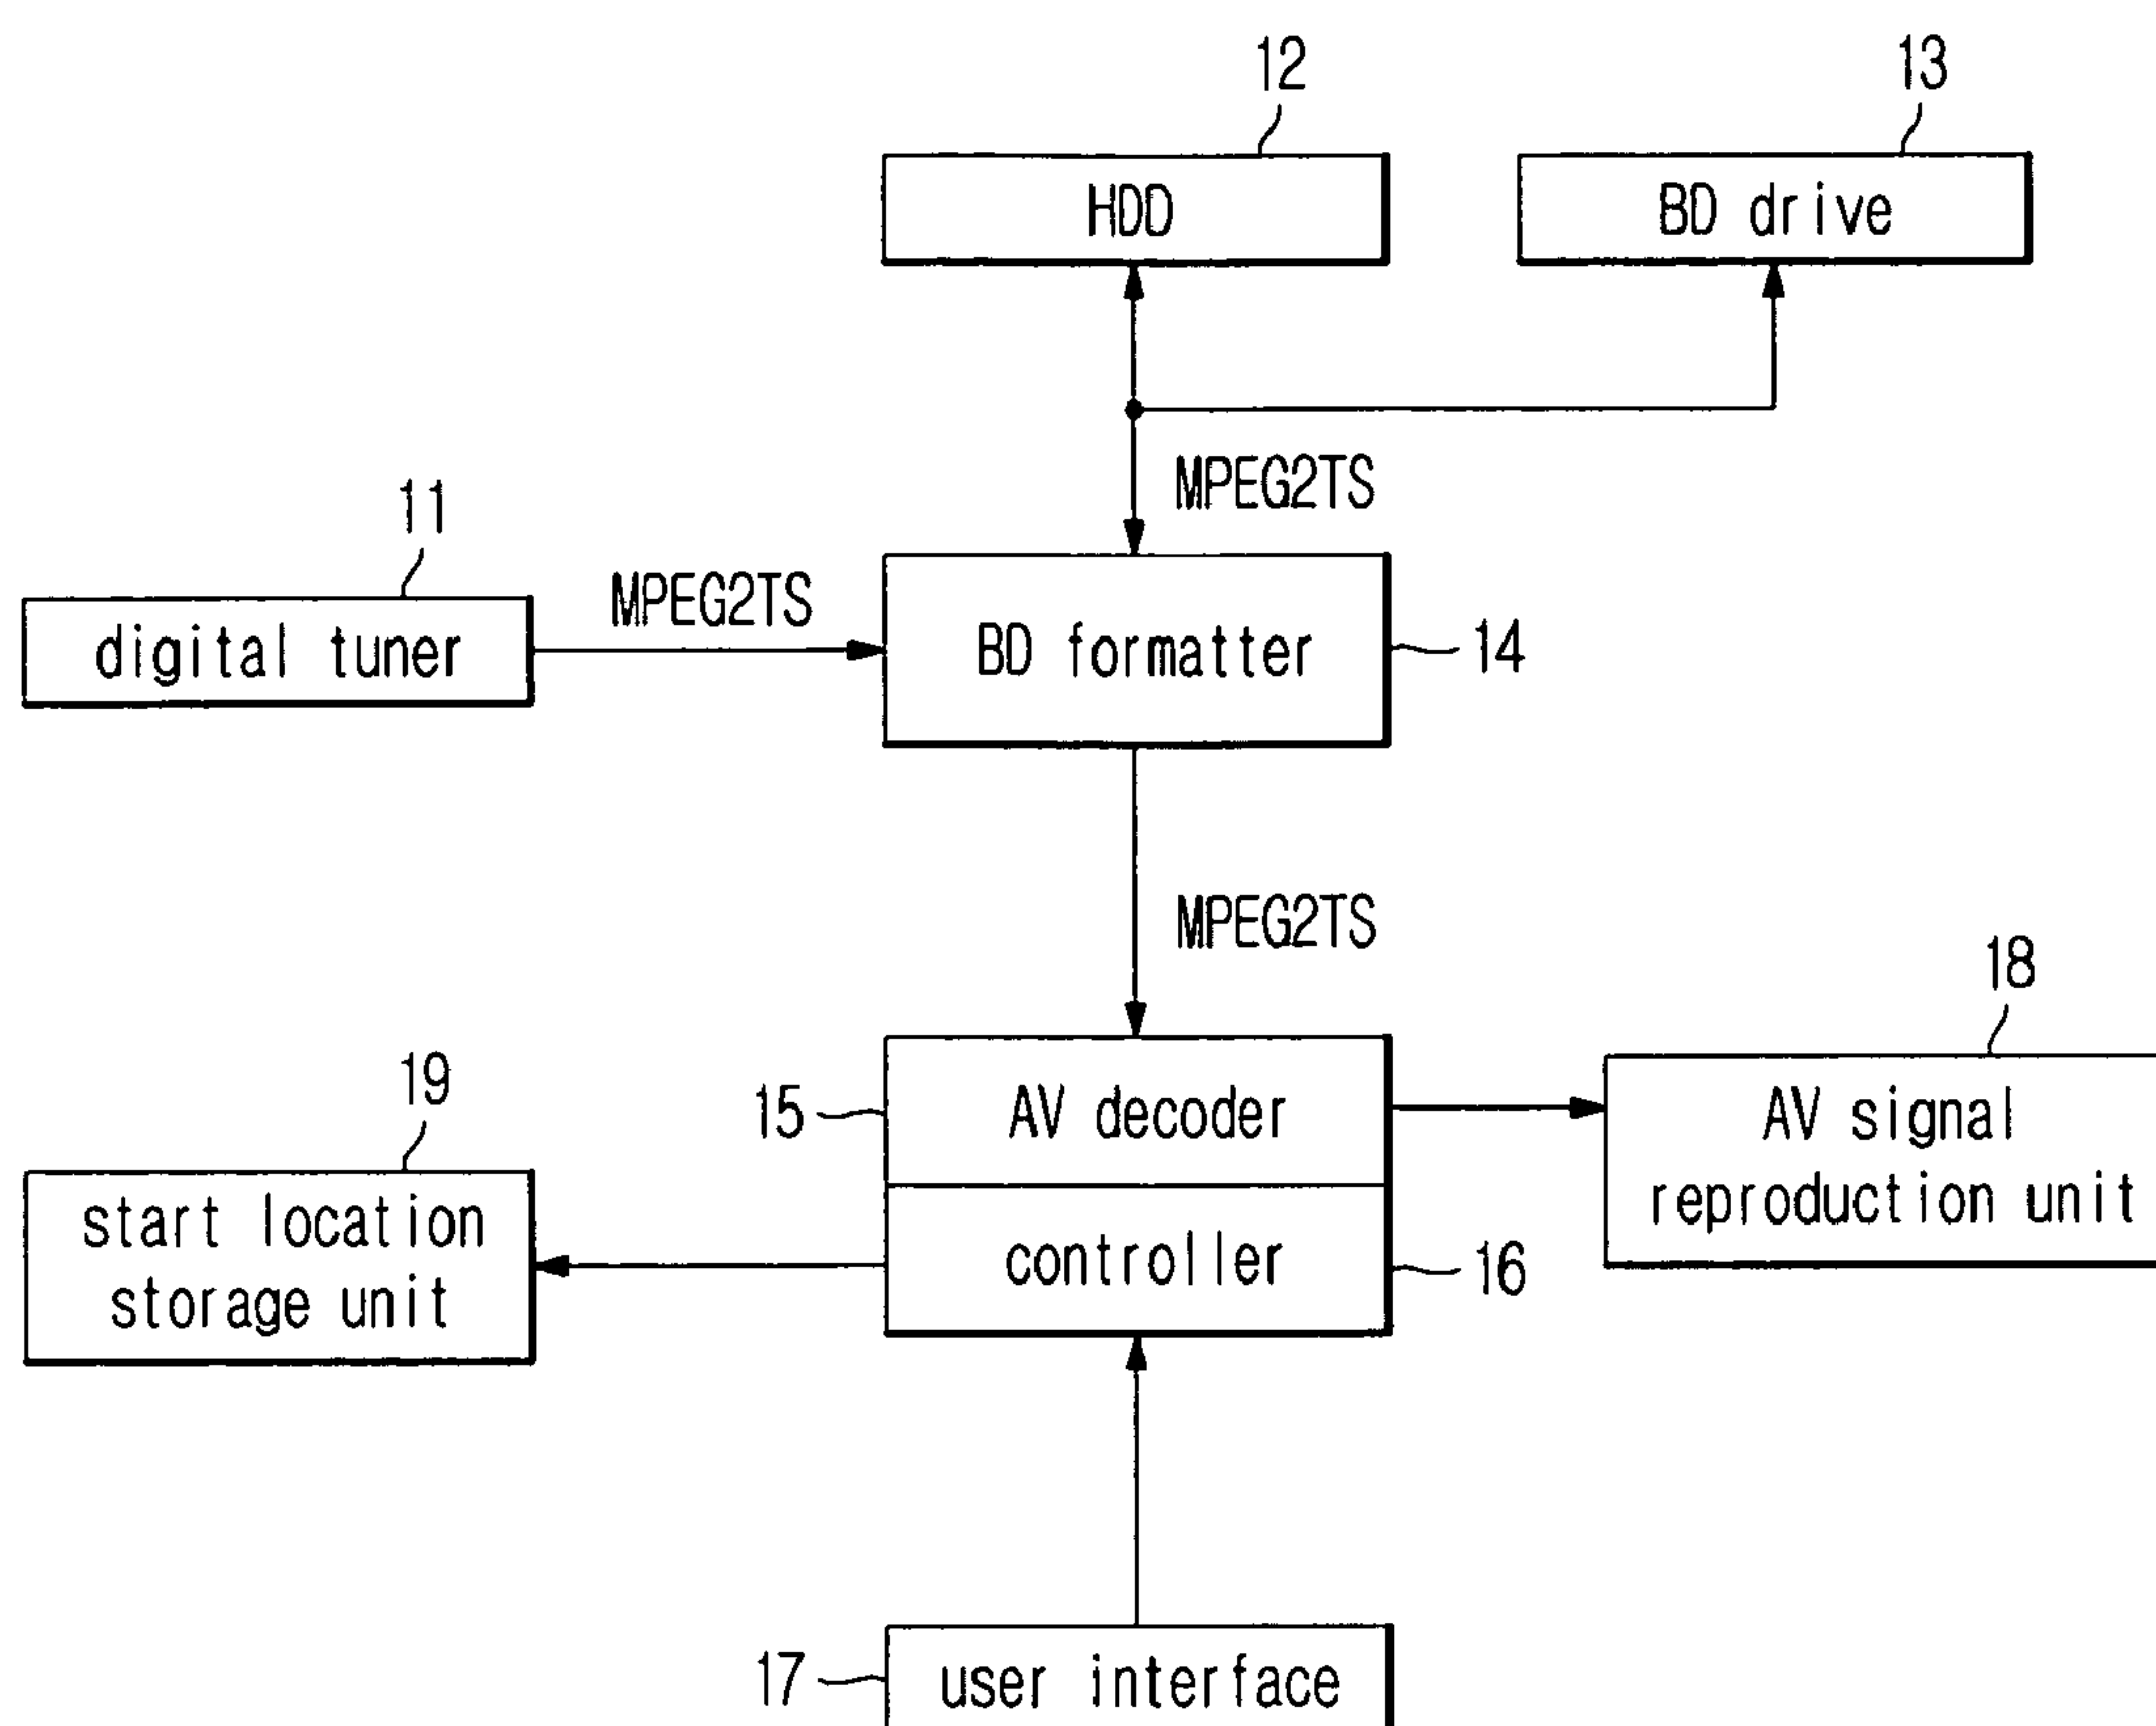 12
13
HDD
BD drive
MPEG2TS
11
MPEG2TS
digital tuner
BD formatter
14
MPEG2TS
18
19
15
AV decoder
AV signal
reproduction unit
start location
storage unit
controller
16
17
user interface